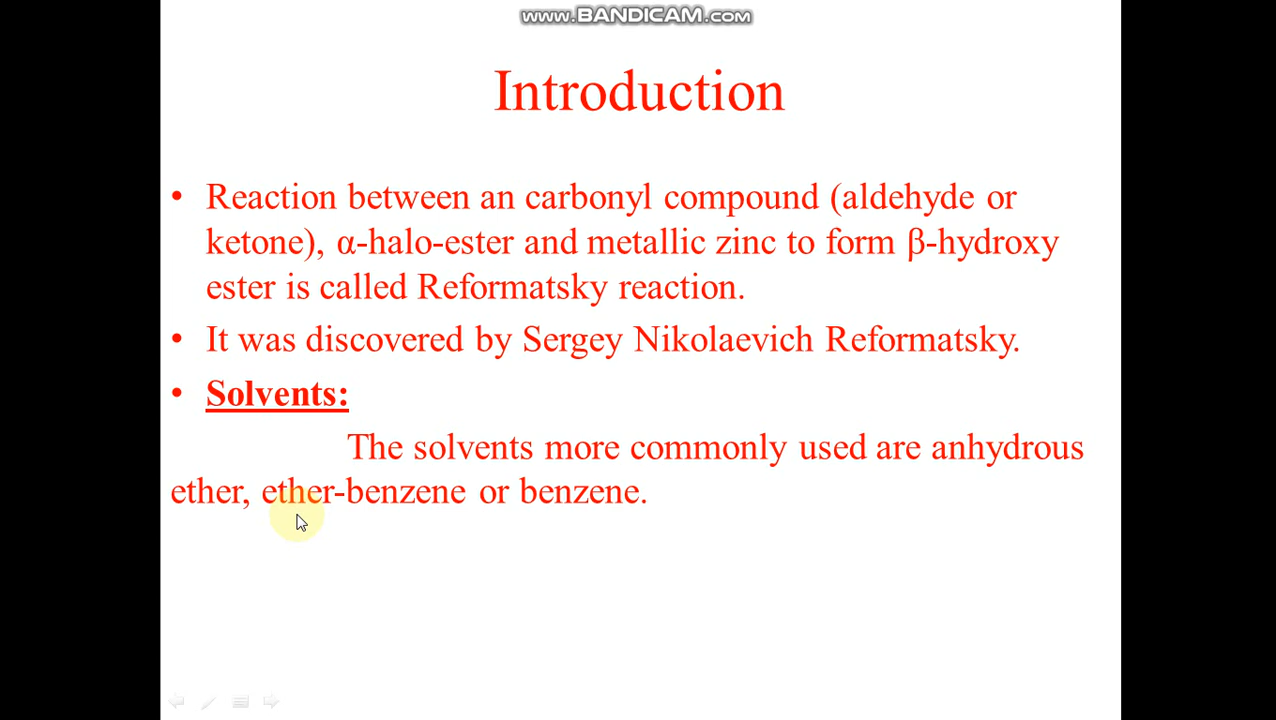 www.BANDICAM.com
Introduction
• Reaction between an carbonyl compound (aldehyde or
ketone), α-halo-ester and metallic zinc to form β-hydroxy
ester is called Reformatsky reaction.
• It was discovered by Sergey Nikolaevich Reformatsky.
• Solvents:
The solvents more commonly used are anhydrous
ether, ether-benzene or benzene.